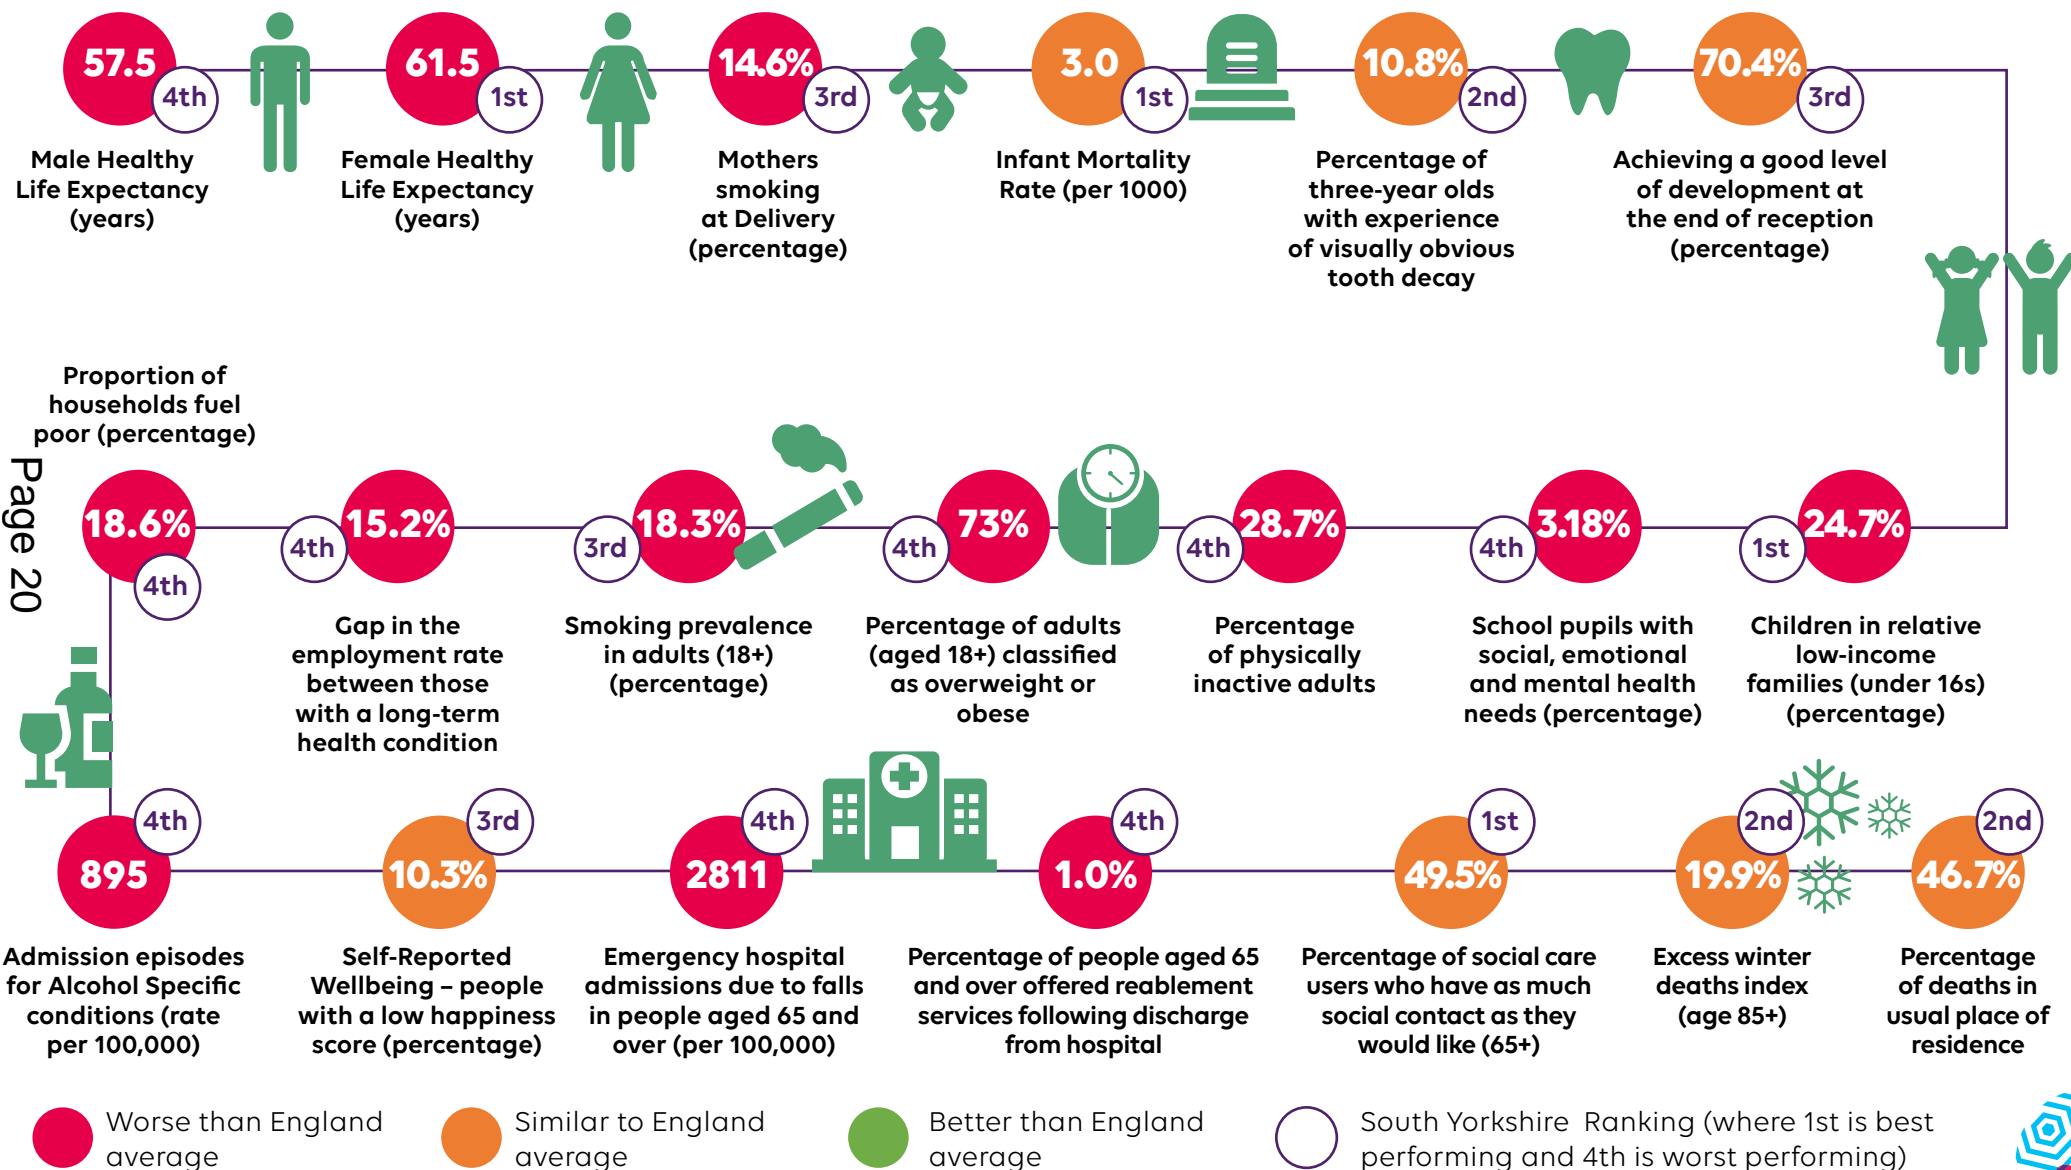 57.5
4th
Male Healthy
Life Expectancy
(years)
61.5
1st
Female Healthy
Life Expectancy
(years)
14.6%
3rd
Mothers
smoking
at Delivery
(percentage)
3.0
1st
Infant Mortality
Rate (per 1000)
10.8%
2nd
Percentage of
three-year olds
with experience
of visually obvious
tooth decay
70.4%
3rd
Achieving a good level
of development at
the end of reception
(percentage)
Proportion of
households fuel
poor (percentage)
18.6%
4th
4th
15.2%
Gap in the
employment rate
between those
with a long-term
health condition
3rd
18.3%
Smoking prevalence
in adults (18+)
(percentage)
4th
73%
Percentage of adults
(aged 18+) classified
as overweight or
obese
4th
28.7%
Percentage
of physically
inactive adults
4th
3.18%
School pupils with
social, emotional
and mental health
needs (percentage)
1st
24.7%
Children in relative
low-income
families (under 16s)
(percentage)
Page 20
4th
895
Admission episodes
for Alcohol Specific
conditions (rate
per 100,000)
3rd
10.3%
Self-Reported
Wellbeing – people
with a low happiness
score (percentage)
4th
2811
Emergency hospital
admissions due to falls
in people aged 65 and
over (per 100,000)
4th
1.0%
Percentage of people aged 65
and over offered reablement
services following discharge
from hospital
1st
49.5%
Percentage of social care
users who have as much
social contact as they
would like (65+)
2nd
19.9%
Excess winter
deaths index
(age 85+)
2nd
46.7%
Percentage
of deaths in
usual place of
residence
Worse than England
average
Similar to England
average
Better than England
average
South Yorkshire Ranking (where 1st is best
performing and 4th is worst performing)